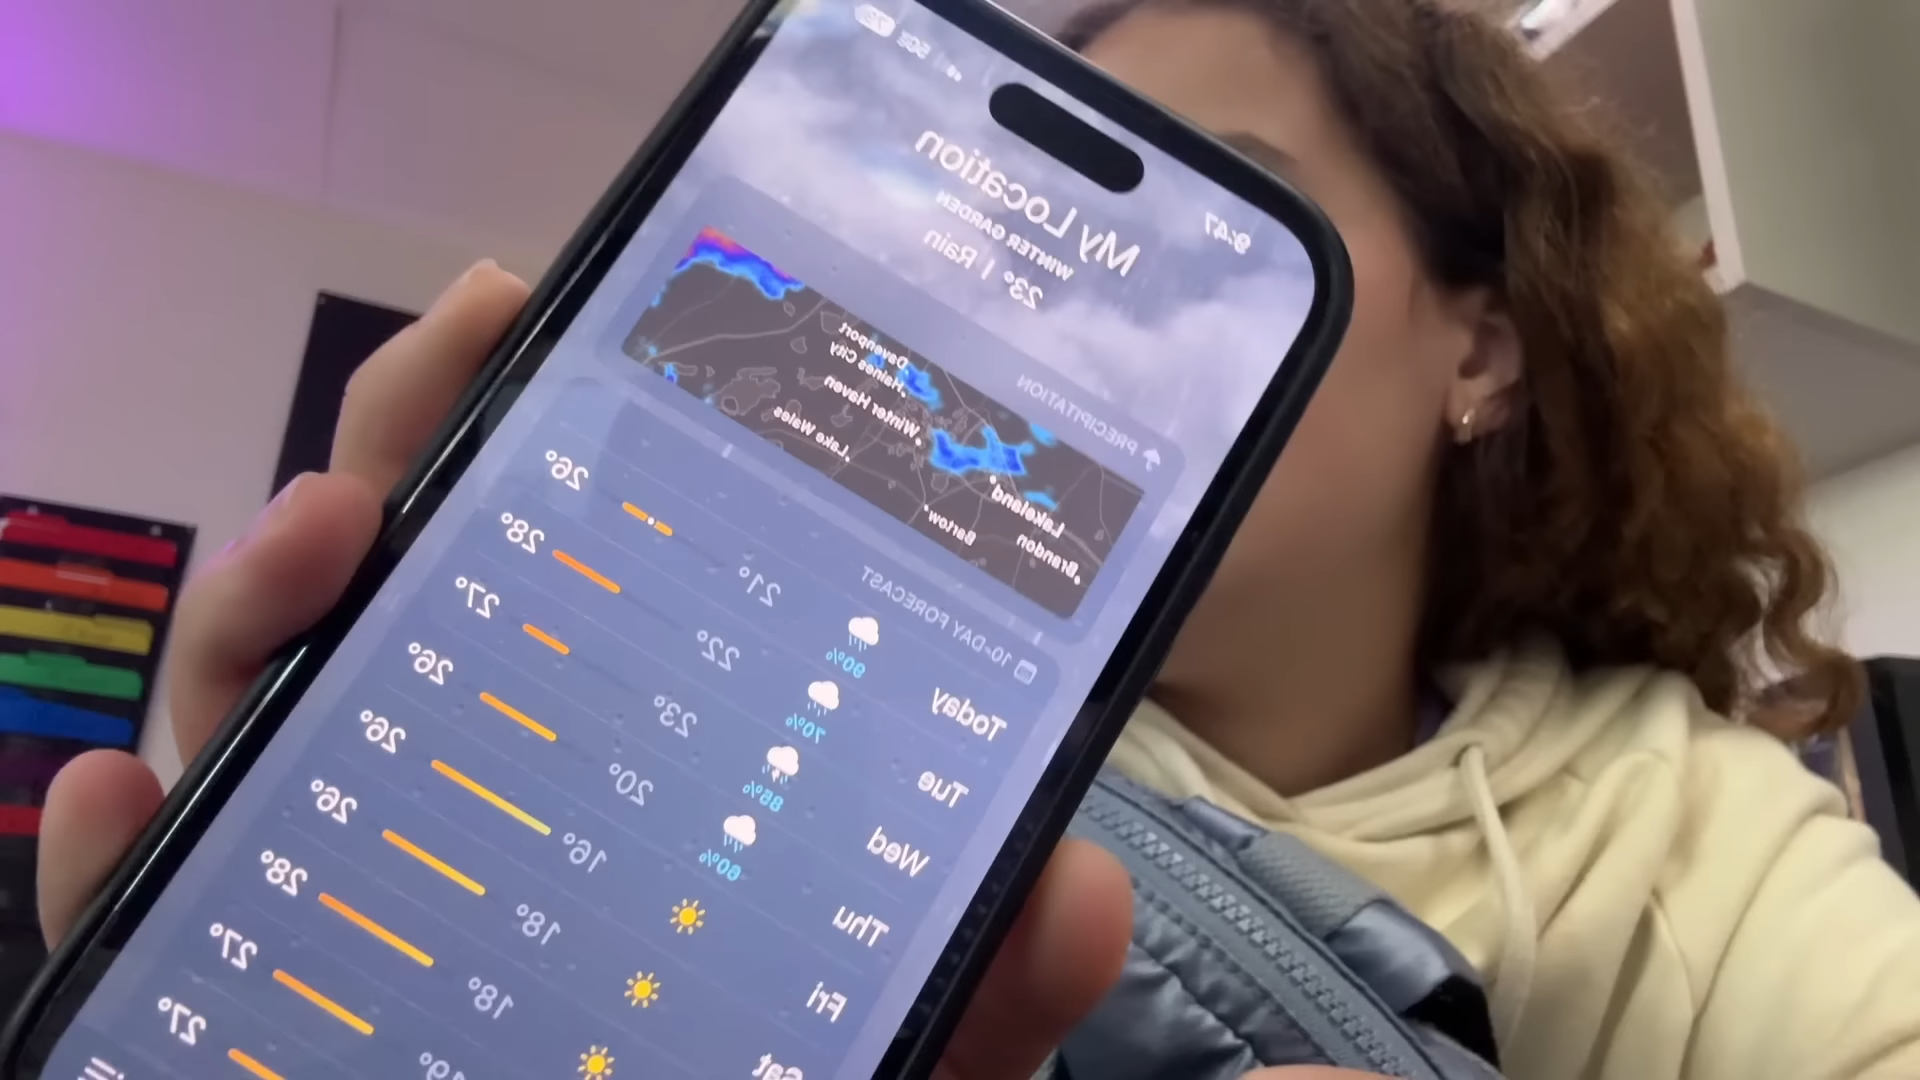 9:47
My Location
WINTER GARDEN
23° | Rain
PRECIPITATION
Davenport
Haines City
Winter Haven
Lake Wales
Lakeland
Bartow
Brandon
10-DAY FORECAST
Today 90% 21° 26°
Tue 70% 22° 28°
Wed 85% 23° 27°
Thu 60% 20° 26°
Fri 16° 26°
Sat 18° 26°
18° 28°
19° 27°
27°